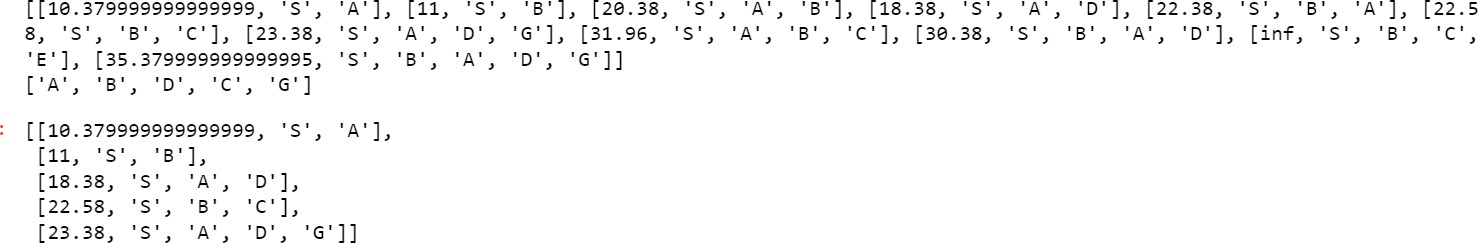 [[10.379999999999999, 'S', 'A'], [11, 'S', 'B'], [20.38, 'S', 'A', 'B'], [18.38, 'S', 'A', 'D'], [22.38, 'S', 'B', 'A'], [22.5
8, 'S', 'B', 'C'], [23.38, 'S', 'A', 'D', 'G'], [31.96, 'S', 'A', 'B', 'C'], [30.38, 'S', 'B', 'A', 'D'], [inf, 'S', 'B', 'C',
'E'], [35.379999999999995, 'S', 'B', 'A', 'D', 'G']]
['A', 'B', 'D', 'C', 'G']
: [[10.379999999999999, 'S', 'A'],
[11, 'S', 'B'],
[18.38, 'S', 'A', 'D'],
[22.58, 'S', 'B', 'C'],
[23.38, 'S', 'A', 'D', 'G']]